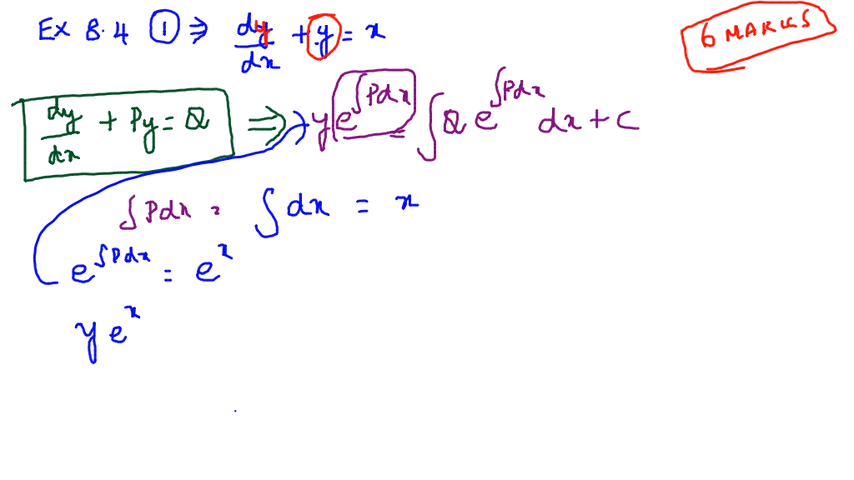 Ex 8.4 ① ⇒ dy/dx + y = x
6 MARKS
dy/dx + Py = Q ⇒ y e^∫Pdx = ∫Q e^∫Pdx dx + c
∫Pdx = ∫dx = x
e^∫Pdx = e^x
y e^x